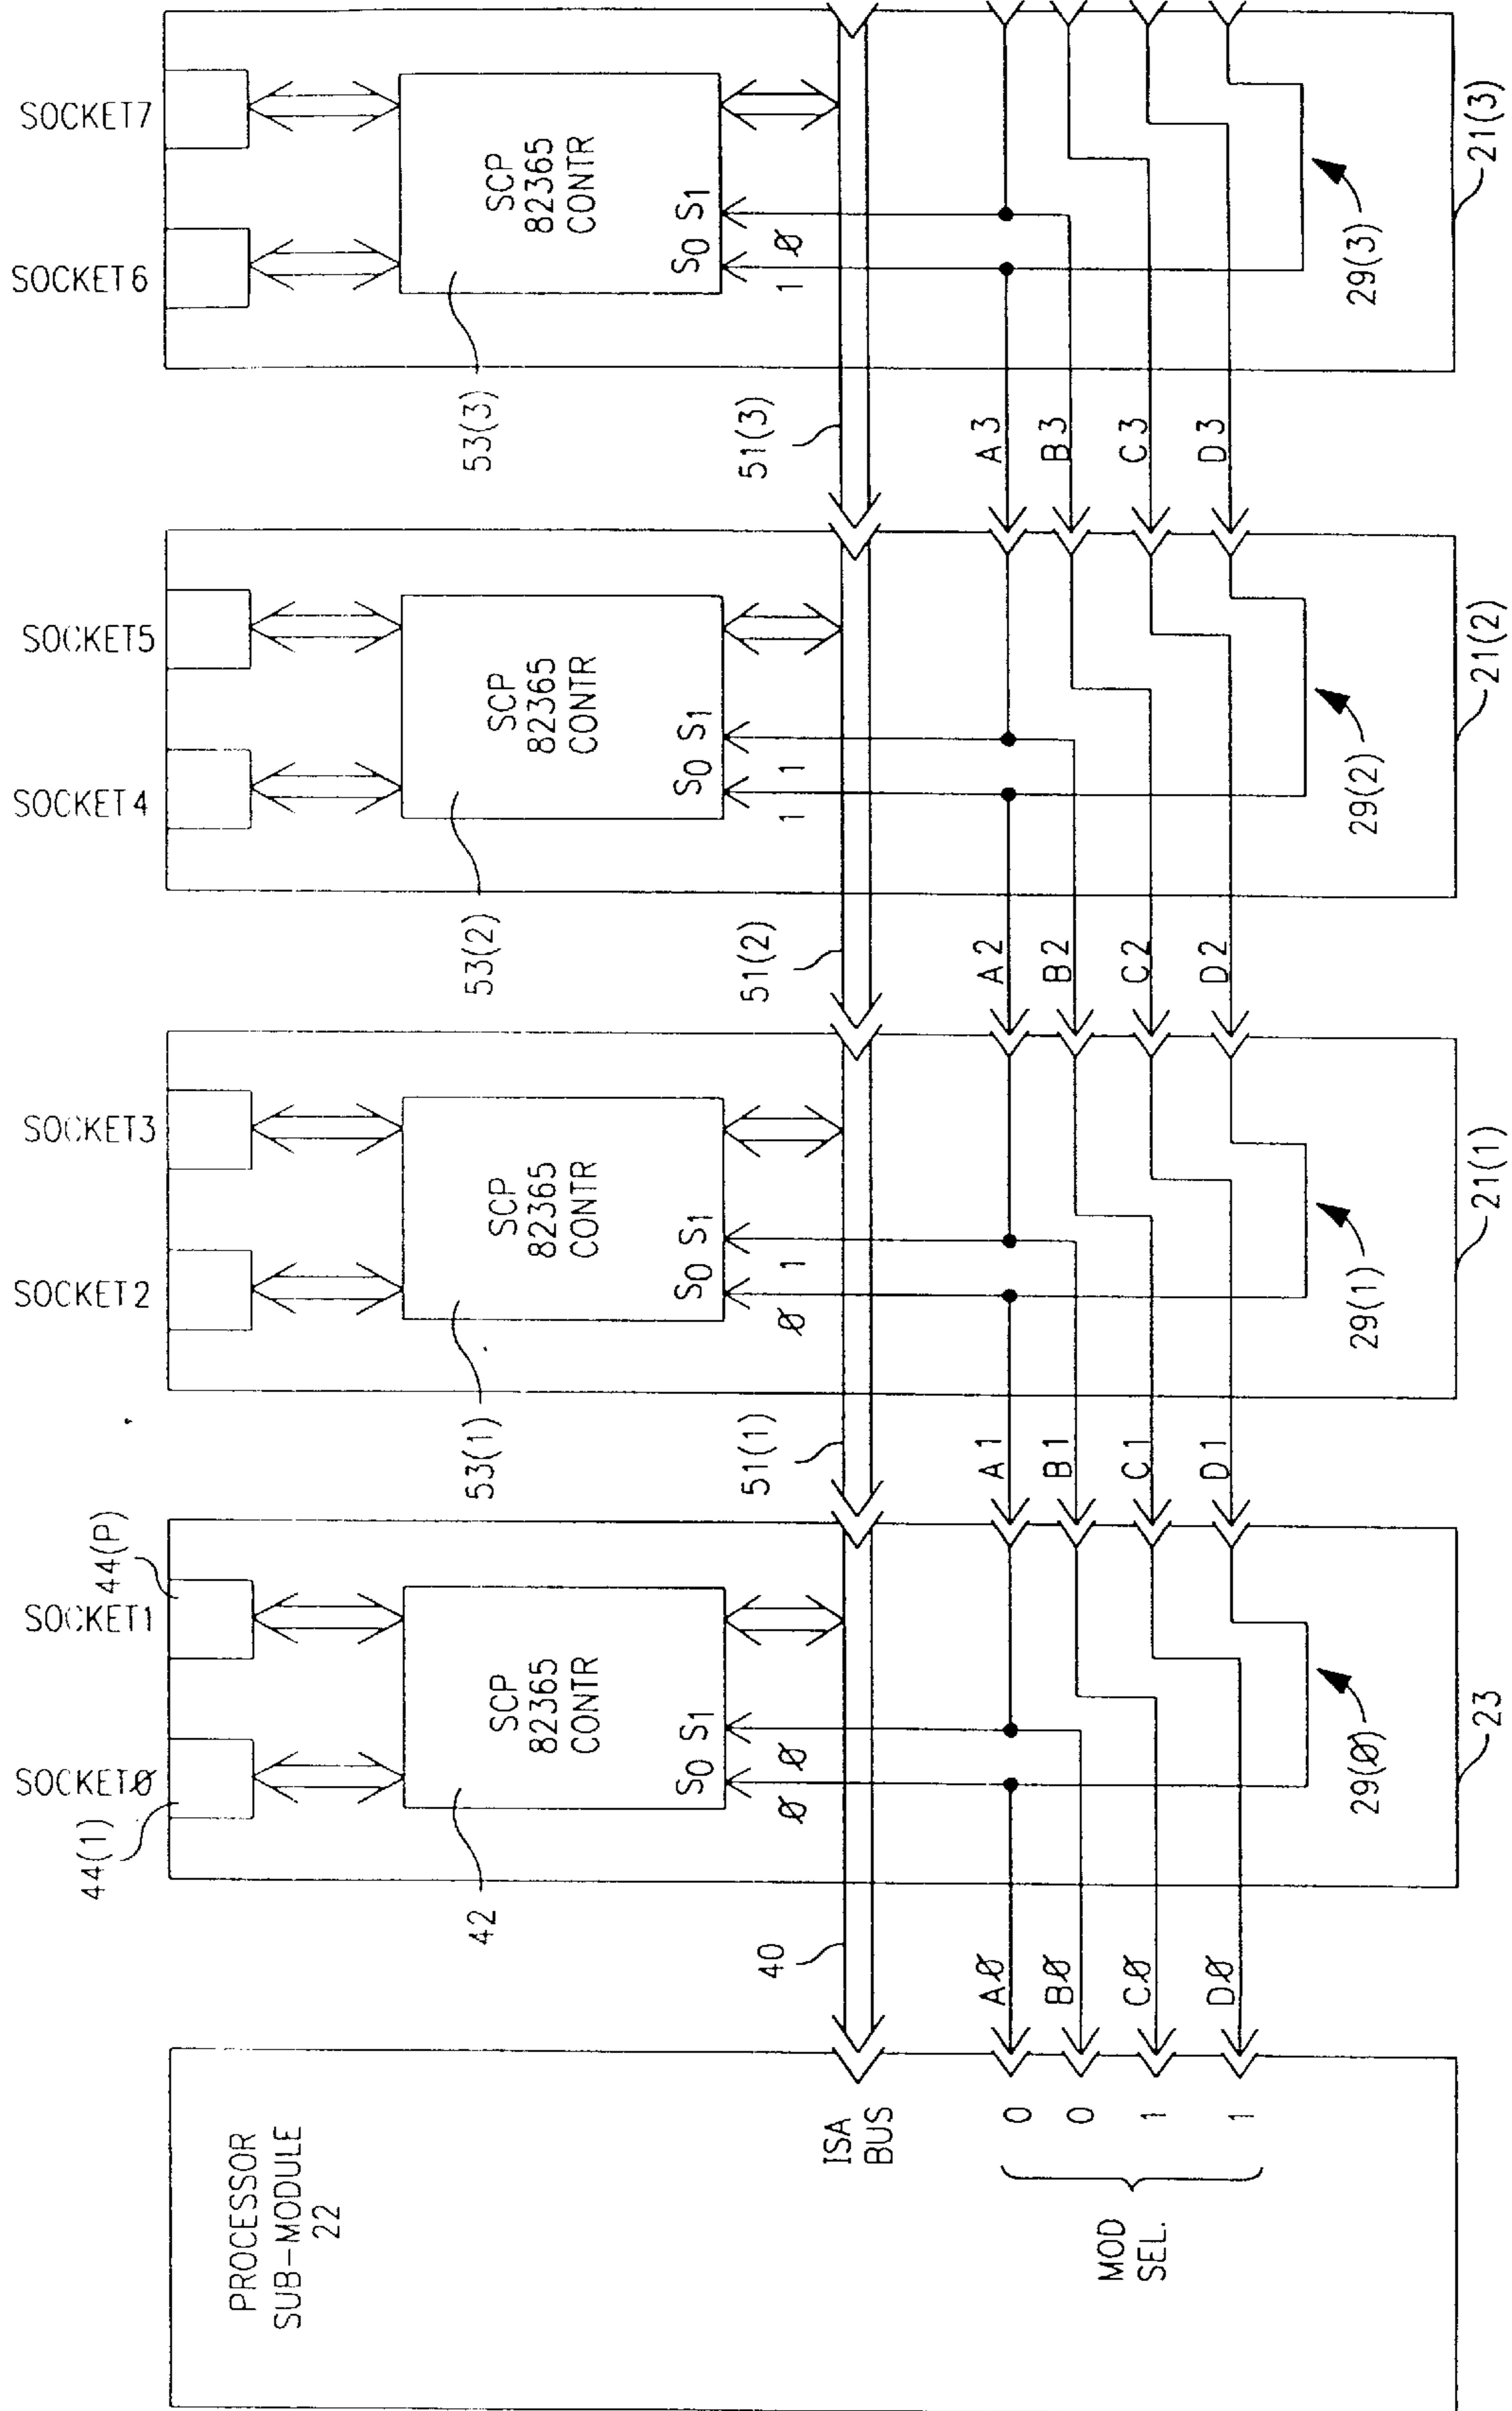 SOCKET7
SOCKET6
SOCKET5
SOCKET4
SOCKET3
SOCKET2
SOCKET1
SOCKETØ
44(P)
44(1)
SCP
82365
CONTR
S0 S1
1 Ø
53(3)
51(3)
A3
B3
C3
D3
29(3)
21(3)
SCP
82365
CONTR
S0 S1
1 1
53(2)
51(2)
A2
B2
C2
D2
29(2)
21(2)
SCP
82365
CONTR
S0 S1
Ø 1
53(1)
51(1)
A1
B1
C1
D1
29(1)
21(1)
SCP
82365
CONTR
S0 S1
Ø Ø
42
40
AØ
BØ
CØ
DØ
29(Ø)
23
PROCESSOR
SUB-MODULE
22
ISA
BUS
0
0
1
1
MOD
SEL.